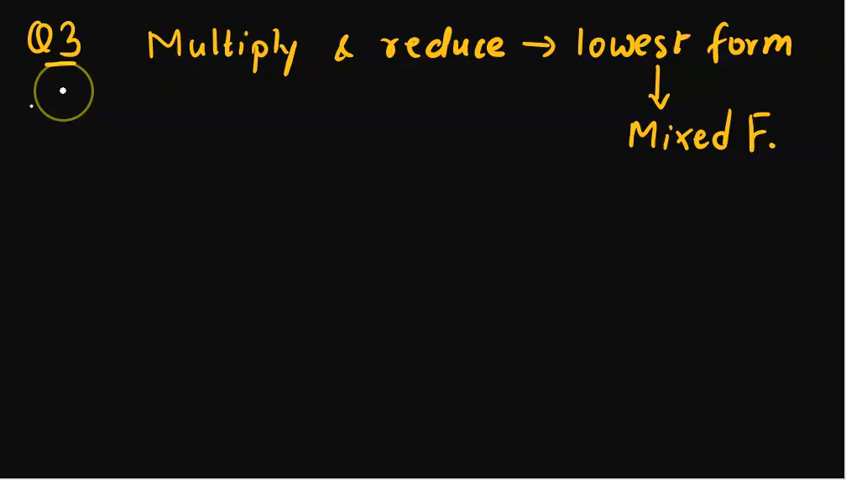 Q3 Multiply & reduce → lowest form
↓
Mixed F.